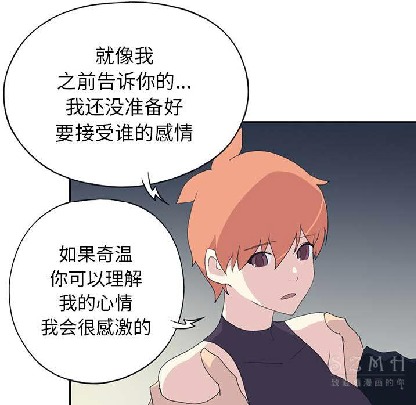 就像我
之前告诉你的...
我还没准备好
要接受谁的感情
如果奇温
你可以理解
我的心情
我会很感激的